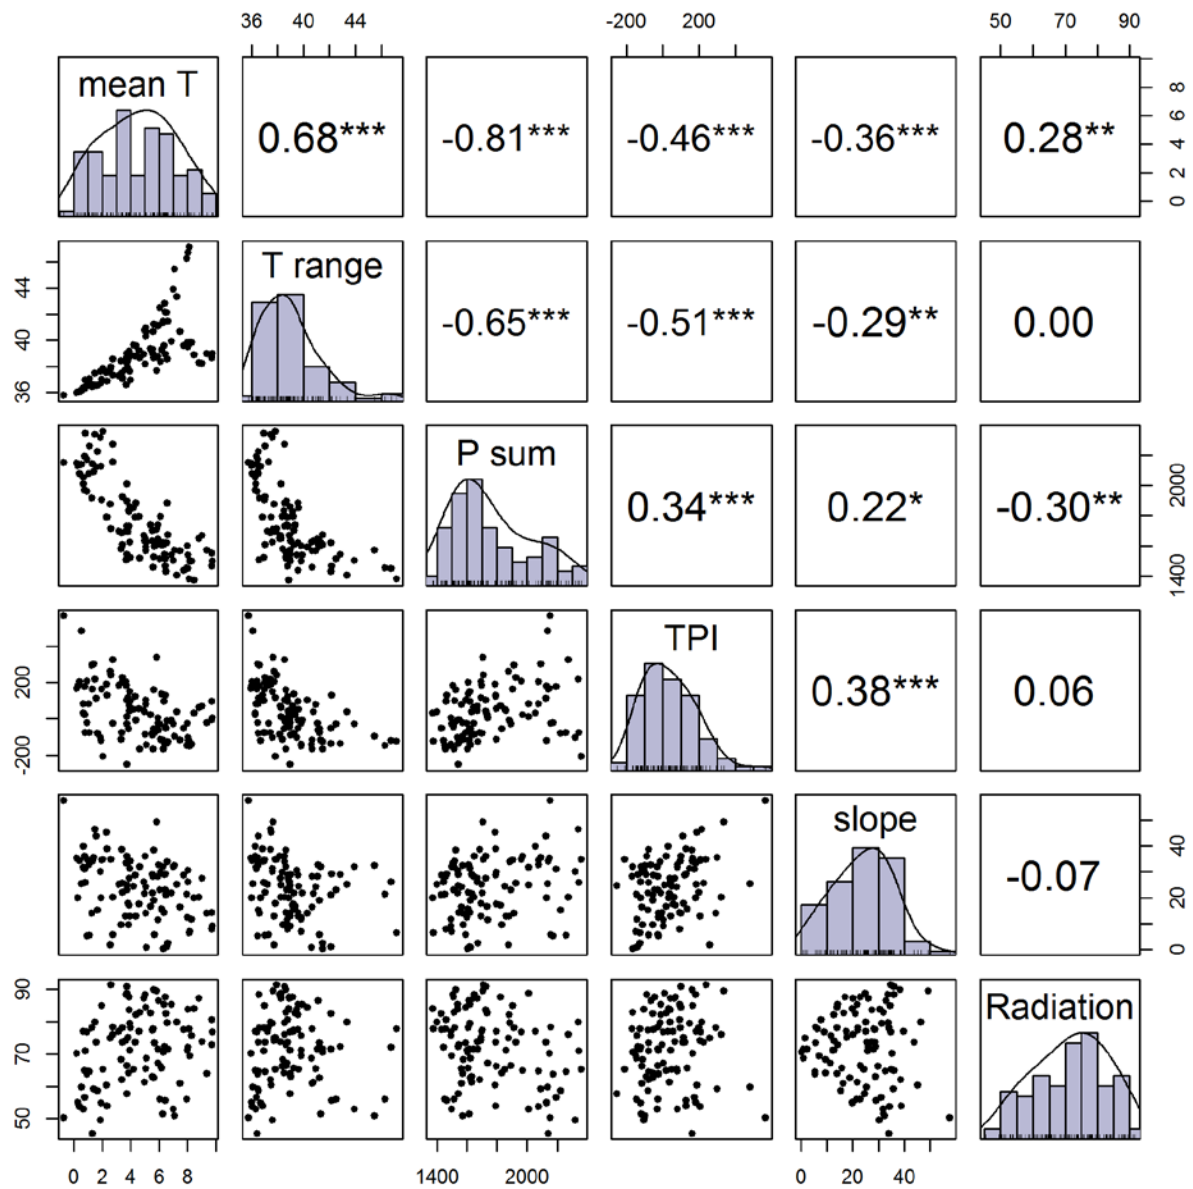 36 40 44 -200 200 50 70 90
mean T 0.68*** -0.81*** -0.46*** -0.36*** 0.28** 8 6 4 2 0
44 40 36 T range -0.65*** -0.51*** -0.29** 0.00
P sum 0.34*** 0.22* -0.30** 2000 1400
200 -200 TPI 0.38*** 0.06
slope -0.07 40 20 0
90 70 50 Radiation
0 2 4 6 8 1400 2000 0 20 40